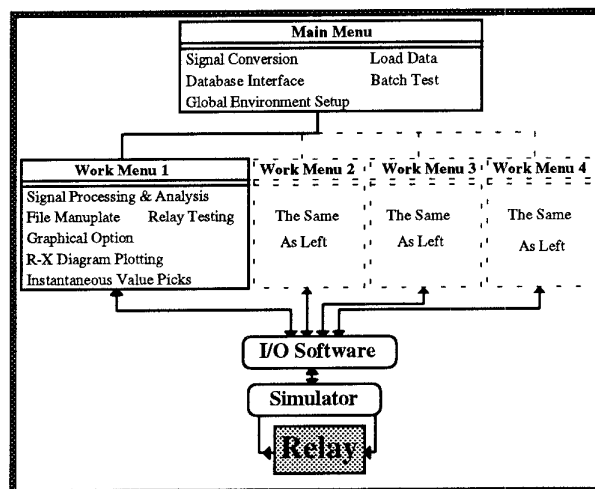 Main Menu
Signal Conversion Load Data
Database Interface Batch Test
Global Environment Setup
Work Menu 1
Signal Processing & Analysis
File Manuplate Relay Testing
Graphical Option
R-X Diagram Plotting
Instantaneous Value Picks
Work Menu 2
The Same
As Left
Work Menu 3
The Same
As Left
Work Menu 4
The Same
As Left
I/O Software
Simulator
Relay